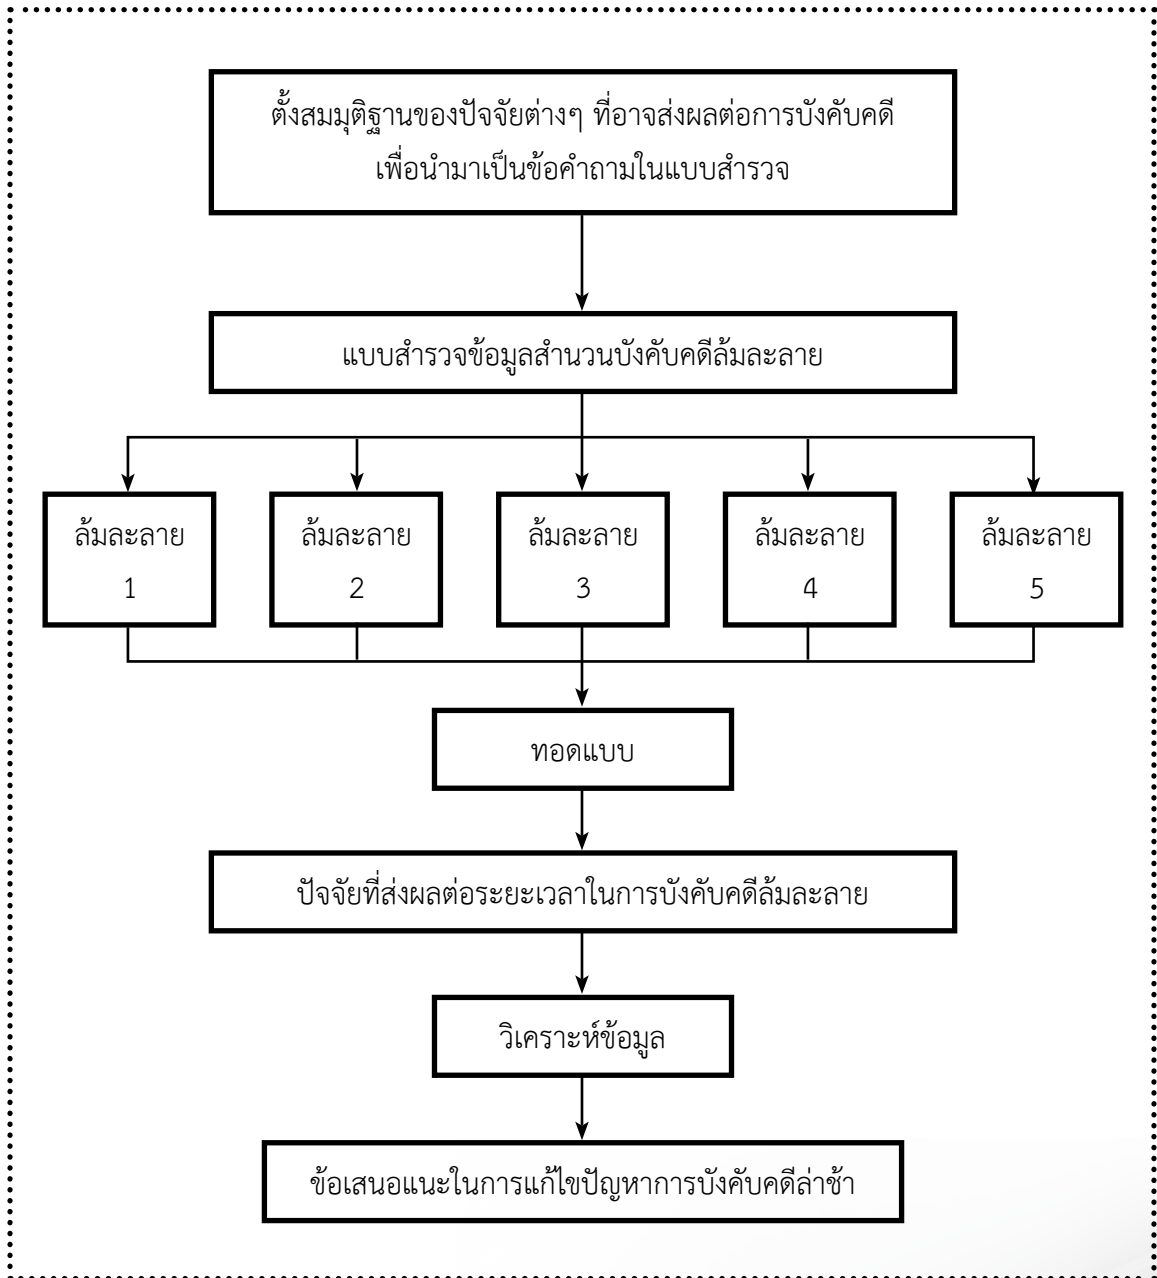 ตั้งสมมุติฐานของปัจจัยต่างๆ ที่อาจส่งผลต่อการบังคับคดี
เพื่อนำมาเป็นข้อคำถามในแบบสำรวจ
แบบสำรวจข้อมูลสำนวนบังคับคดีล้มละลาย
ล้มละลาย
1
ล้มละลาย
2
ล้มละลาย
3
ล้มละลาย
4
ล้มละลาย
5
ทอดแบบ
ปัจจัยที่ส่งผลต่อระยะเวลาในการบังคับคดีล้มละลาย
วิเคราะห์ข้อมูล
ข้อเสนอแนะในการแก้ไขปัญหาการบังคับคดีล่าช้า